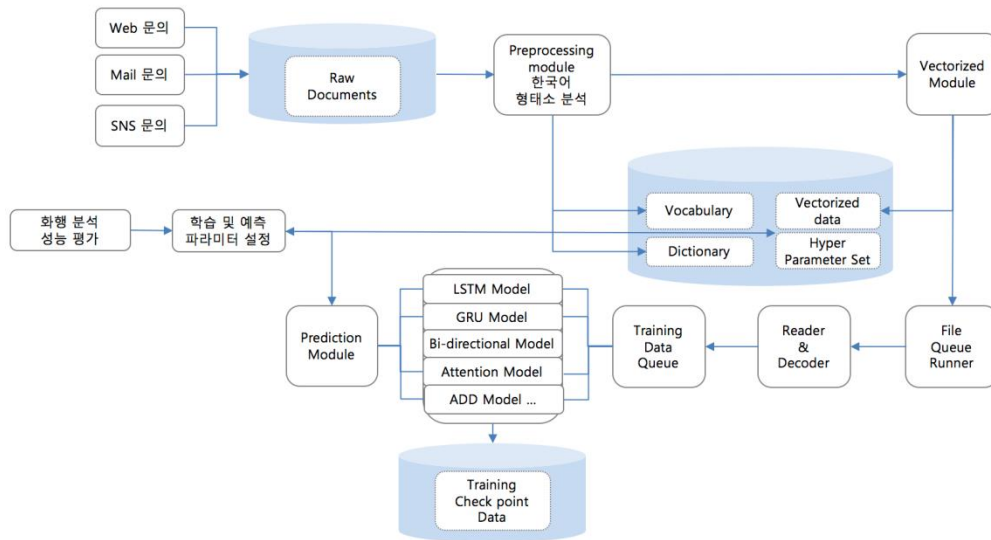 Web 문의
Mail 문의
SNS 문의
Raw
Documents
Preprocessing
module
한국어
형태소 분석
Vectorized
Module
Vocabulary
Dictionary
Vectorized
data
Hyper
Parameter Set
화행 분석
성능 평가
학습 및 예측
파라미터 설정
Prediction
Module
LSTM Model
GRU Model
Bi-directional Model
Attention Model
ADD Model ...
Training
Data
Queue
Reader
&
Decoder
File
Queue
Runner
Training
Check point
Data